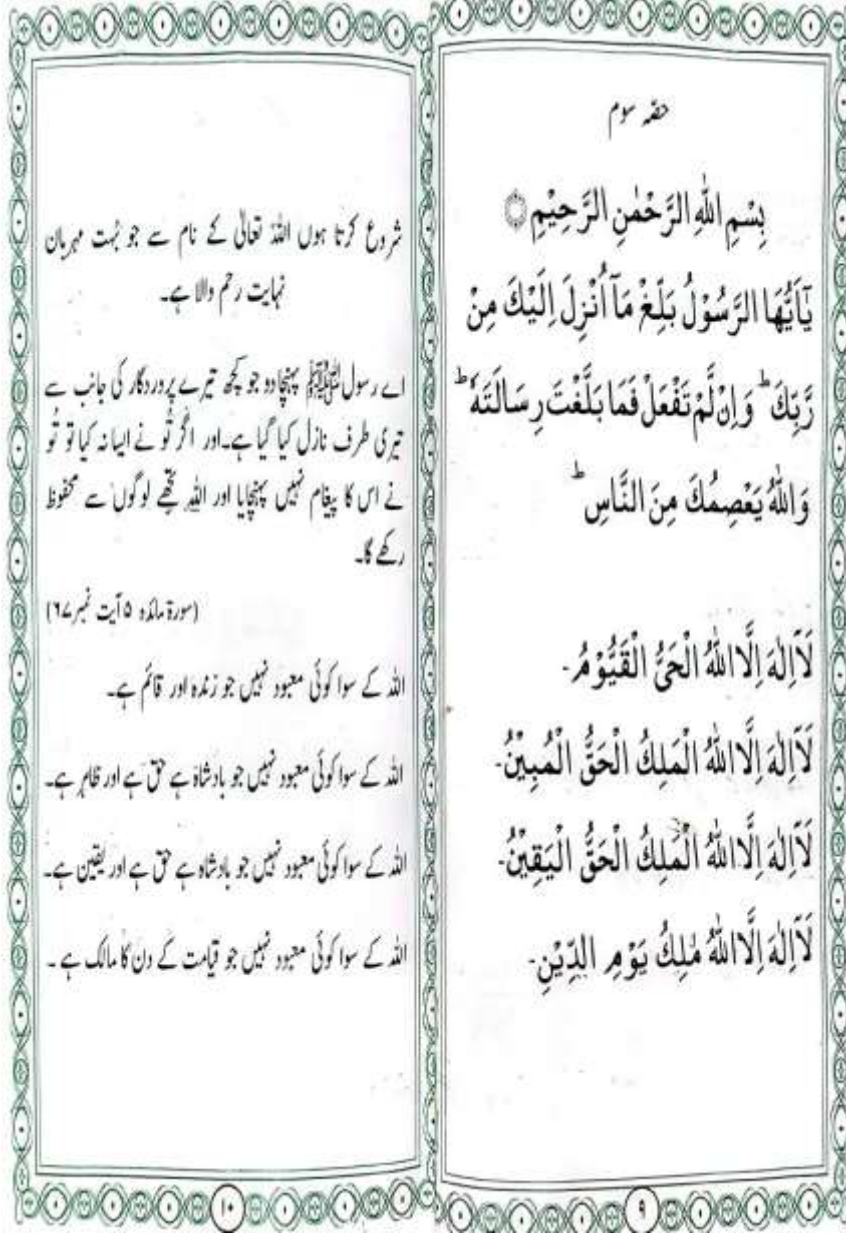 حصّہ سوم
بِسْمِ اللّٰهِ الرَّحْمٰنِ الرَّحِيْمِ ۝
يٰٓاَيُّهَا الرَّسُوْلُ بَلِّغْ مَآ اُنْزِلَ اِلَيْكَ مِنْ
رَّبِّكَ ؕ وَاِنْ لَّمْ تَفْعَلْ فَمَا بَلَّغْتَ رِسَالَتَهٗ ؕ
وَاللّٰهُ يَعْصِمُكَ مِنَ النَّاسِ ؕ
لَآ اِلٰهَ اِلَّا اللّٰهُ الْحَيُّ الْقَيُّوْمُ-
لَآ اِلٰهَ اِلَّا اللّٰهُ الْمَلِكُ الْحَقُّ الْمُبِيْنُ-
لَآ اِلٰهَ اِلَّا اللّٰهُ الْمَلِكُ الْحَقُّ الْيَقِيْنُ-
لَآ اِلٰهَ اِلَّا اللّٰهُ مٰلِكُ يَوْمِ الدِّيْنِ-
۹
شروع کرتا ہوں اللہ تعالیٰ کے نام سے جو بُہت مہربان
نہایت رحم والا ہے۔
اے رسول ﷺ پہنچادو جو کچھ تیرے پروردگار کی جانب سے
تیری طرف نازل کیا گیا ہے۔اور اگر تُو نے ایسا نہ کیا تو تُو
نے اس کا پیغام نہیں پہنچایا اور اللہ تجھے لوگوں سے محفوظ
رکھے گا۔
(سورۃ مائدہ ۵ آیت نمبر ۶۷)
اللہ کے سوا کوئی معبود نہیں جو زندہ اور قائم ہے۔
اللہ کے سوا کوئی معبود نہیں جو بادشاہ ہے حق ہے اور ظاہر ہے۔
اللہ کے سوا کوئی معبود نہیں جو بادشاہ ہے حق ہے اور یقین ہے۔
اللہ کے سوا کوئی معبود نہیں جو قیامت کے دن کا مالک ہے۔
۱۰